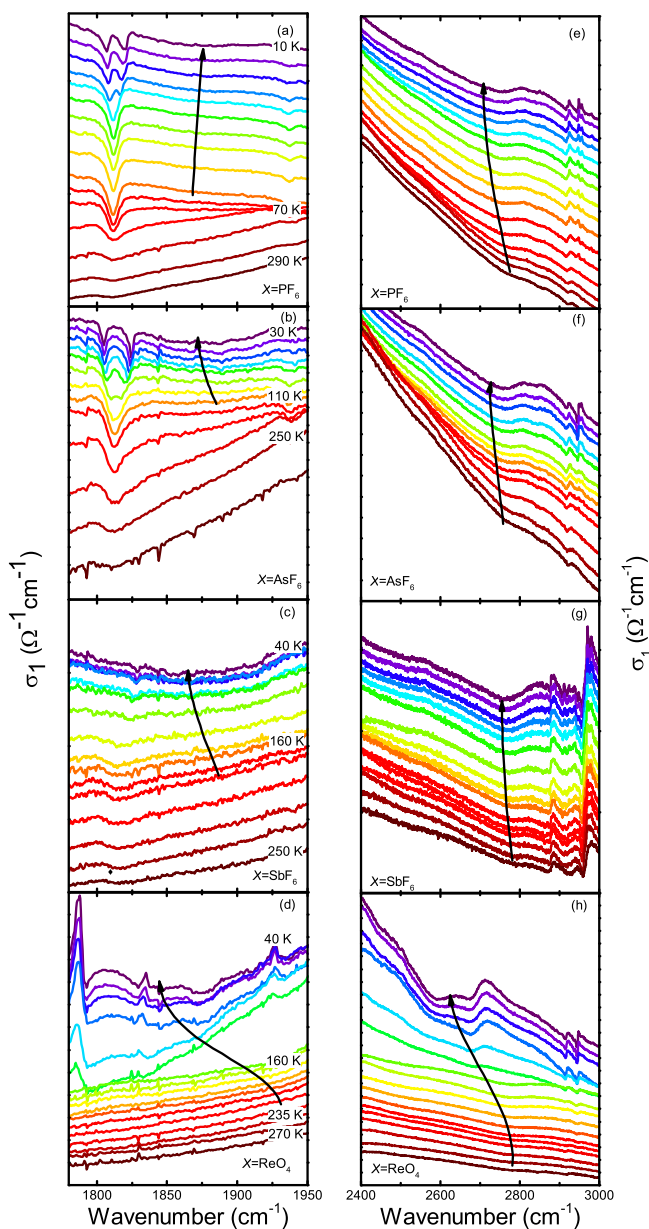 (a)
10 K
70 K
290 K
X=PF6
(e)
X=PF6
(b)
30 K
110 K
250 K
X=AsF6
(f)
X=AsF6
σ1 (Ω-1cm-1)
σ1 (Ω-1cm-1)
(c)
40 K
160 K
250 K
X=SbF6
(g)
X=SbF6
(d)
40 K
160 K
235 K
270 K
X=ReO4
(h)
X=ReO4
1800 1850 1900 1950
2400 2600 2800 3000
Wavenumber (cm-1)
Wavenumber (cm-1)